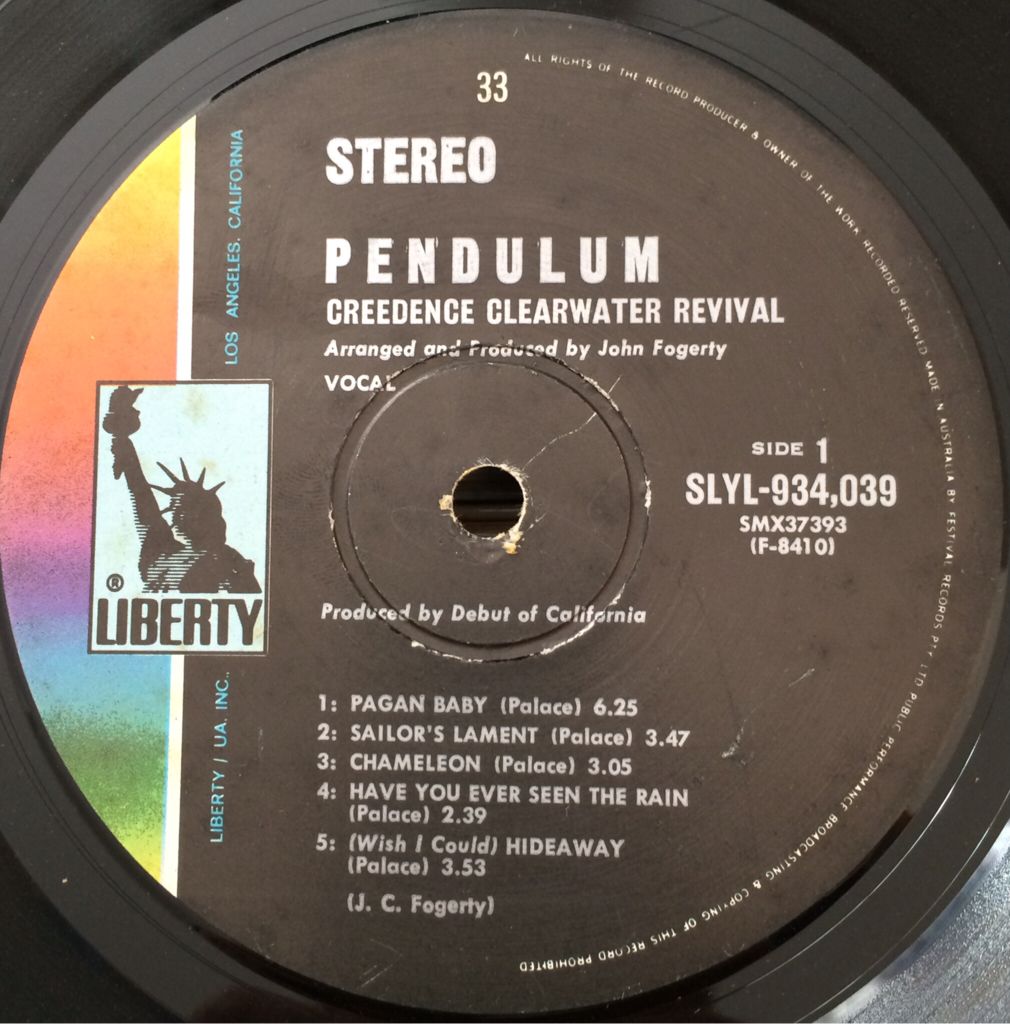 33
ALL RIGHTS OF THE RECORD PRODUCER & OWNER OF THE WORK RECORDED RESERVED MADE IN AUSTRALIA BY FESTIVAL RECORDS PTY LTD PUBLIC PERFORMANCE BROADCASTING & COPYING OF THIS RECORD PROHIBITED
STEREO
PENDULUM
CREEDENCE CLEARWATER REVIVAL
Arranged and Produced by John Fogerty
VOCAL
LOS ANGELES, CALIFORNIA
SIDE 1
SLYL-934,039
SMX37393
(F-8410)
®
LIBERTY
LIBERTY / UA, INC.,
Produced by Debut of California
1: PAGAN BABY (Palace) 6.25
2: SAILOR'S LAMENT (Palace) 3.47
3: CHAMELEON (Palace) 3.05
4: HAVE YOU EVER SEEN THE RAIN
(Palace) 2.39
5: (Wish I Could) HIDEAWAY
(Palace) 3.53
(J. C. Fogerty)